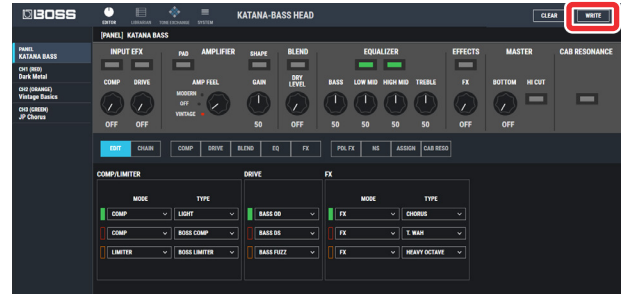 BOSS
EDITOR LIBRARIAN TONE EXCHANGE SYSTEM KATANA-BASS HEAD CLEAR WRITE
[PANEL] KATANA BASS
PANEL
KATANA BASS
CH1 (RED)
Dark Metal
CH2 (ORANGE)
Vintage Basics
CH3 (GREEN)
JP Chorus
INPUT EFX PAD AMPLIFIER SHAPE BLEND EQUALIZER EFFECTS MASTER CAB RESONANCE
COMP DRIVE AMP FEEL GAIN DRY LEVEL BASS LOW MID HIGH MID TREBLE FX BOTTOM HI CUT
MODERN
OFF
VINTAGE
OFF OFF 50 OFF 50 50 50 50 OFF OFF
EDIT CHAIN COMP DRIVE BLEND EQ FX PDL FX NS ASSIGN CAB RESO
COMP/LIMITER DRIVE FX
MODE TYPE MODE TYPE
COMP LIGHT BASS OD FX CHORUS
COMP BOSS COMP BASS DS FX T. WAH
LIMITER BOSS LIMITER BASS FUZZ FX HEAVY OCTAVE